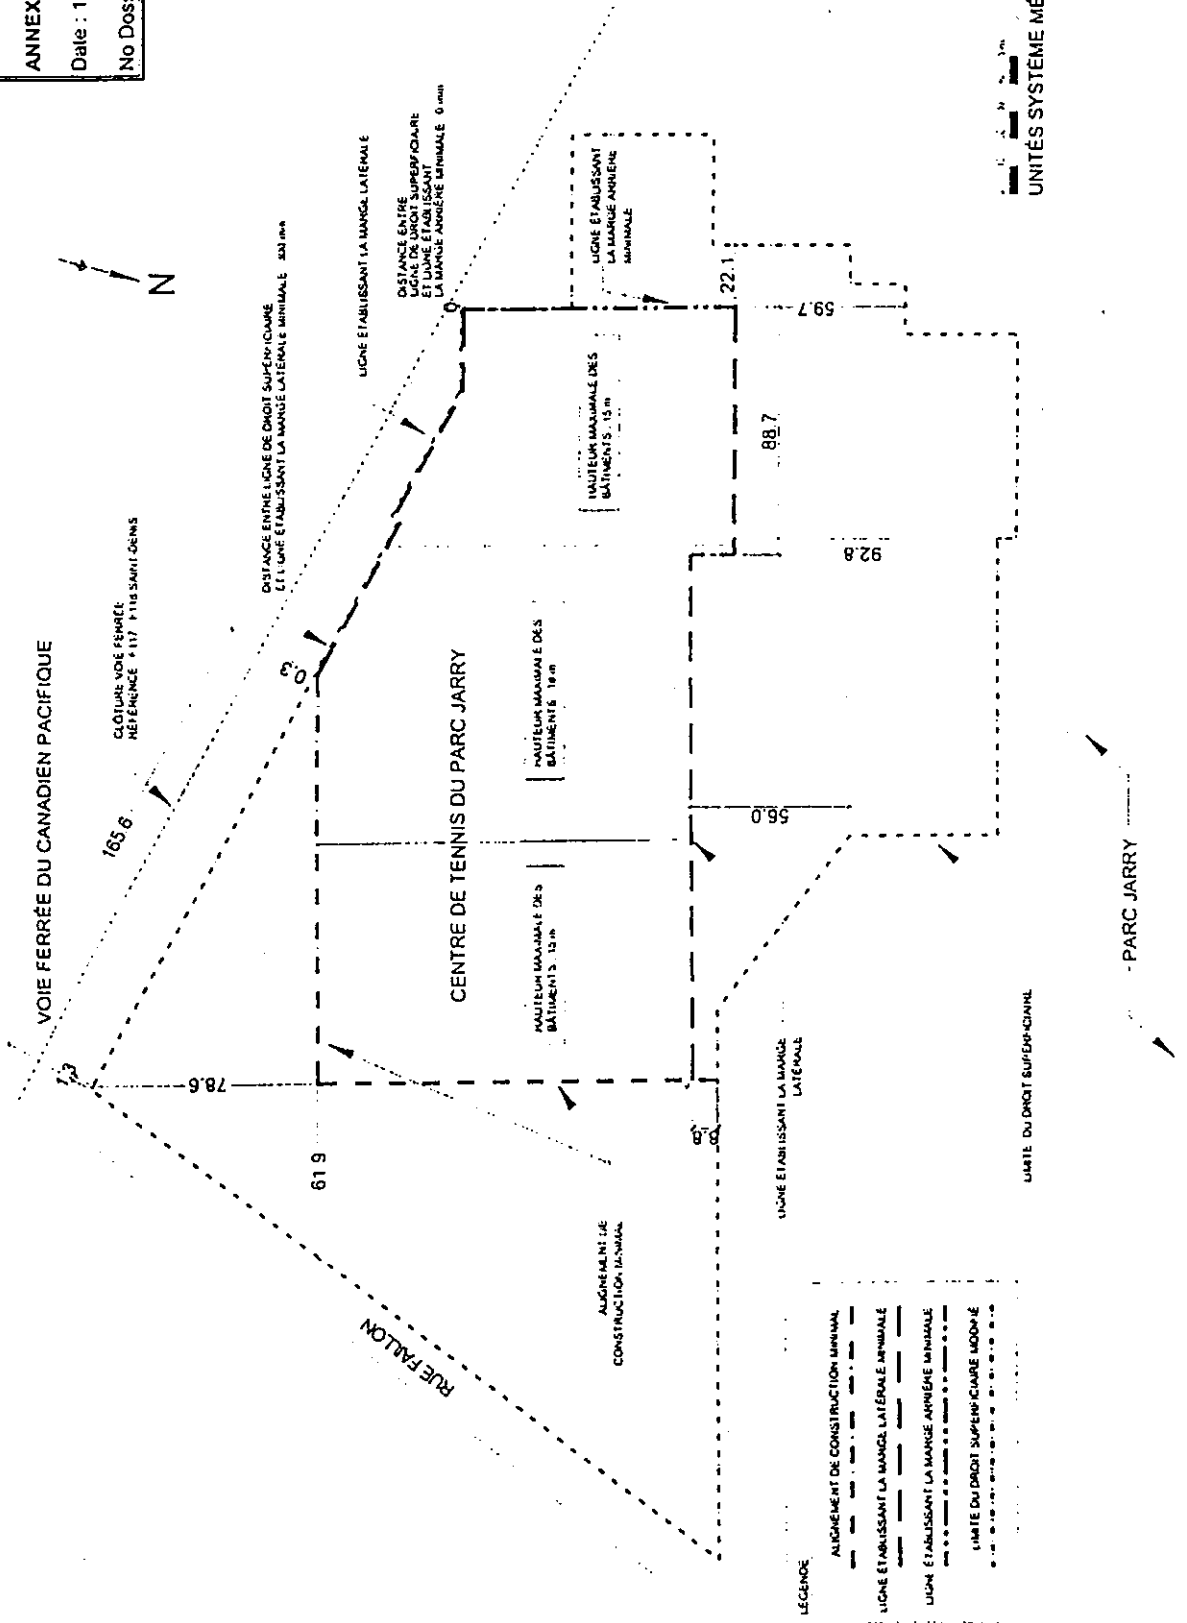 ANNEX
Date : 1
No Dos
VOIE FERRÉE DU CANADIEN PACIFIQUE
CLÔTURE VOIE FERRÉE
165.6
DISTANCE ENTRE LIGNE DE DROIT SUPERFICIAIRE
ET LIGNE ÉTABLISSANT LA MARGE LATÉRALE MINIMALE
LIGNE ÉTABLISSANT LA MARGE LATÉRALE
DISTANCE ENTRE
LIGNE DE DROIT SUPERFICIAIRE
ET LIGNE ÉTABLISSANT
LA MARGE ARRIÈRE MINIMALE 0 mm
N
1,3
78.6
61 9
0.3
0
CENTRE DE TENNIS DU PARC JARRY
HAUTEUR MAXIMALE DES
BÂTIMENTS
HAUTEUR MAXIMALE DES
BÂTIMENTS
HAUTEUR MAXIMALE DES
BÂTIMENTS : 15 m
LIGNE ÉTABLISSANT
LA MARGE ARRIÈRE
MINIMALE
RUE FAILLON
ALIGNEMENT DE
CONSTRUCTION MINIMAL
22.1
59.7
88.7
92.8
56.0
LIGNE ÉTABLISSANT LA MARGE
LATÉRALE
LIMITE DU DROIT SUPERFICIAIRE
- PARC JARRY
UNITÉS SYSTÈME MÉ
LÉGENDE
ALIGNEMENT DE CONSTRUCTION MINIMAL
LIGNE ÉTABLISSANT LA MARGE LATÉRALE MINIMALE
LIGNE ÉTABLISSANT LA MARGE ARRIÈRE MINIMALE
LIMITE DU DROIT SUPERFICIAIRE MODIFIÉ